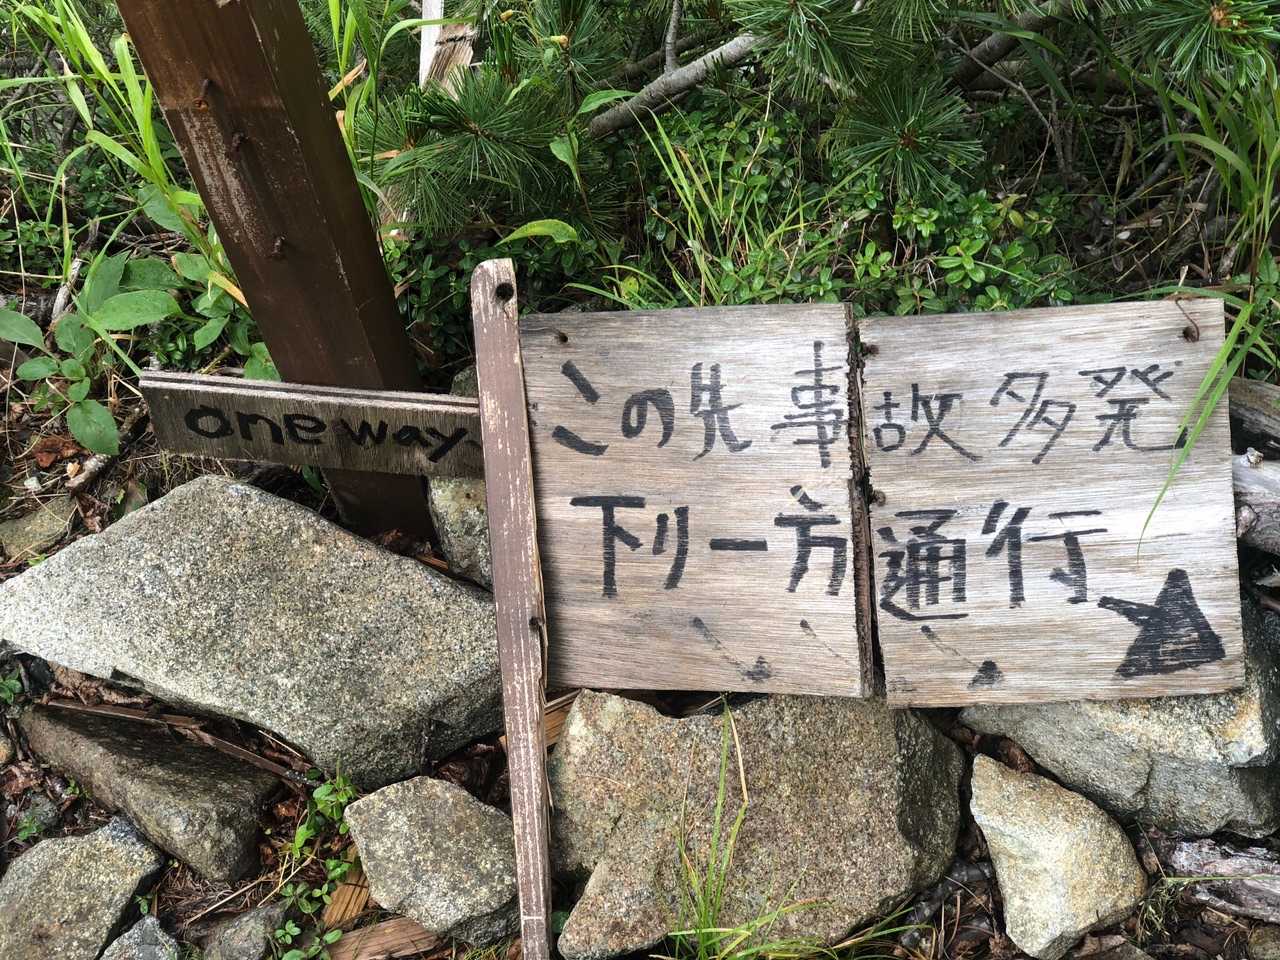 one way
この先事故多発
下り一方通行